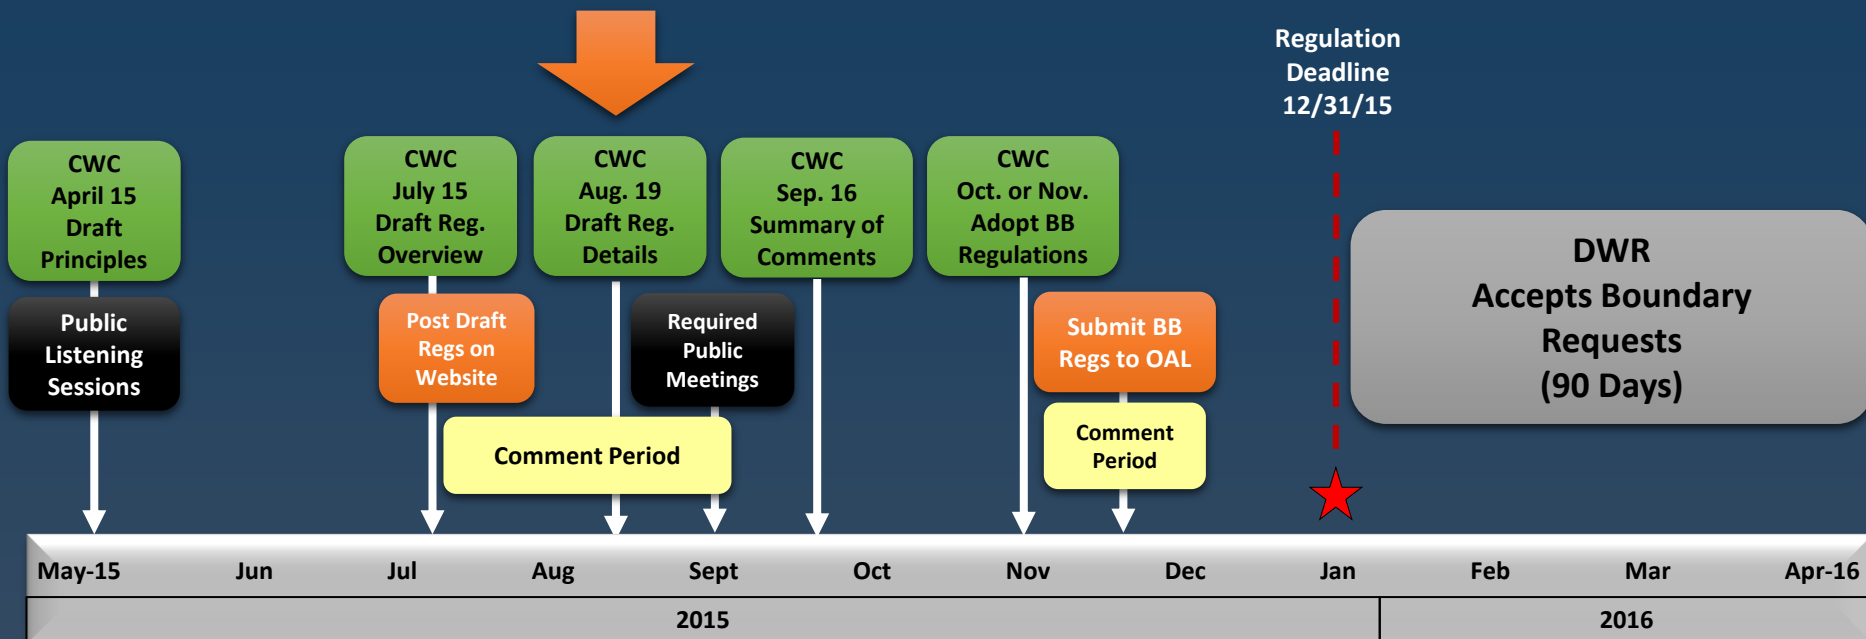 Regulation
Deadline
12/31/15
CWC
April 15
Draft
Principles
Public
Listening
Sessions
CWC
July 15
Draft Reg.
Overview
Post Draft
Regs on
Website
CWC
Aug. 19
Draft Reg.
Details
Required
Public
Meetings
Comment Period
CWC
Sep. 16
Summary of
Comments
CWC
Oct. or Nov.
Adopt BB
Regulations
Submit BB
Regs to OAL
Comment
Period
DWR
Accepts Boundary
Requests
(90 Days)
May-15 Jun Jul Aug Sept Oct Nov Dec Jan Feb Mar Apr-16
2015 2016